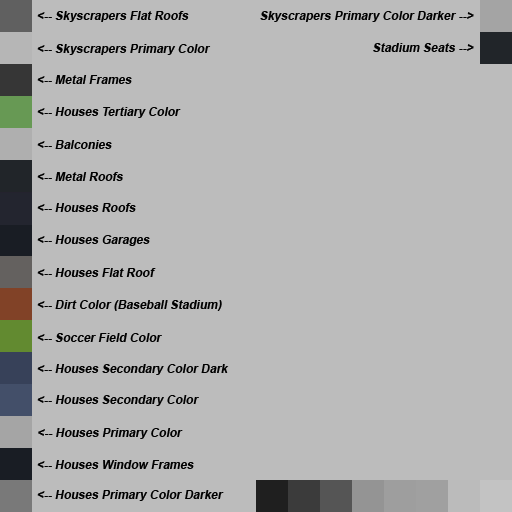 <-- Skyscrapers Flat Roofs
Skyscrapers Primary Color Darker -->
<-- Skyscrapers Primary Color
Stadium Seats -->
<-- Metal Frames
<-- Houses Tertiary Color
<-- Balconies
<-- Metal Roofs
<-- Houses Roofs
<-- Houses Garages
<-- Houses Flat Roof
<-- Dirt Color (Baseball Stadium)
<-- Soccer Field Color
<-- Houses Secondary Color Dark
<-- Houses Secondary Color
<-- Houses Primary Color
<-- Houses Window Frames
<-- Houses Primary Color Darker